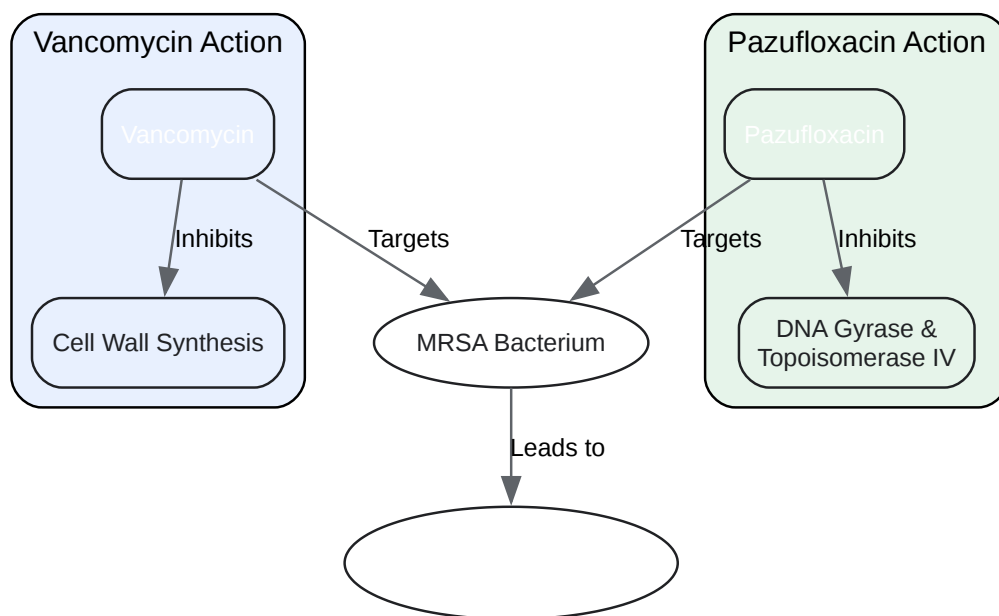 Vancomycin Action
Pazufloxacin Action
Vancomycin
Pazufloxacin
Inhibits
Targets
Targets
Inhibits
Cell Wall Synthesis
MRSA Bacterium
DNA Gyrase &
Topoisomerase IV
Leads to